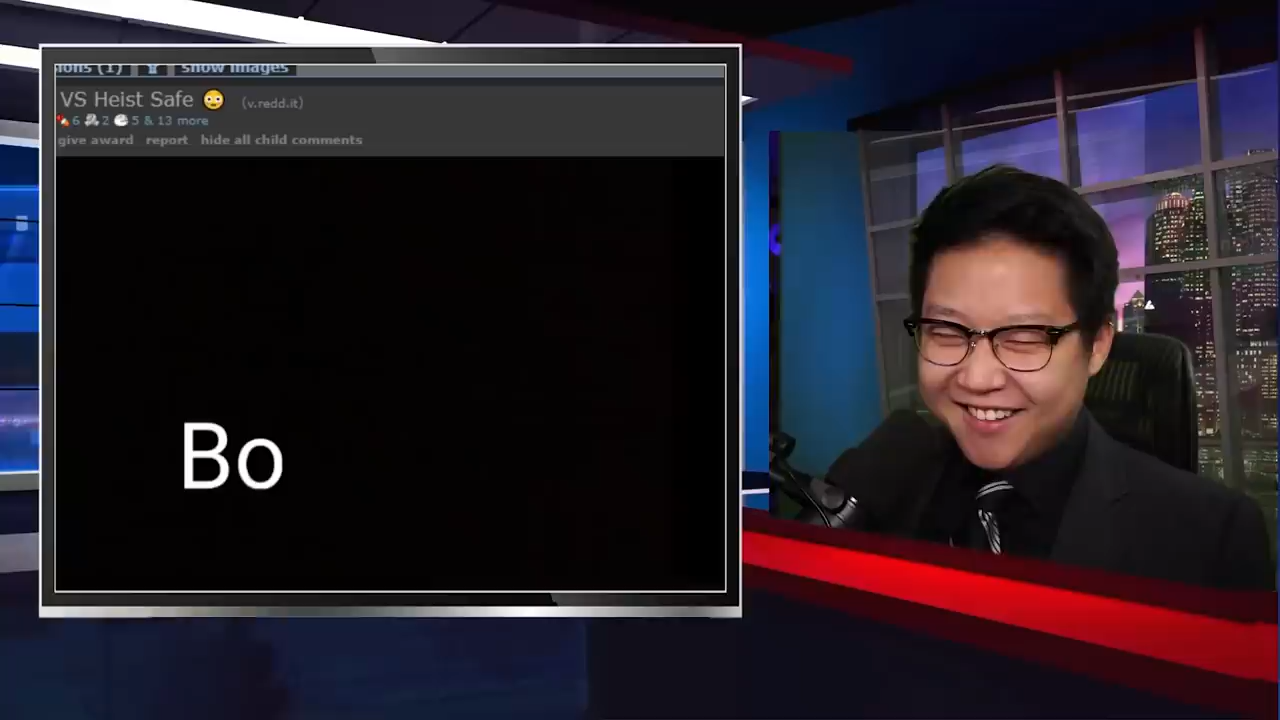 show images
VS Heist Safe 😳 (v.redd.it)
6 2 5 & 13 more
give award report hide all child comments
Bo